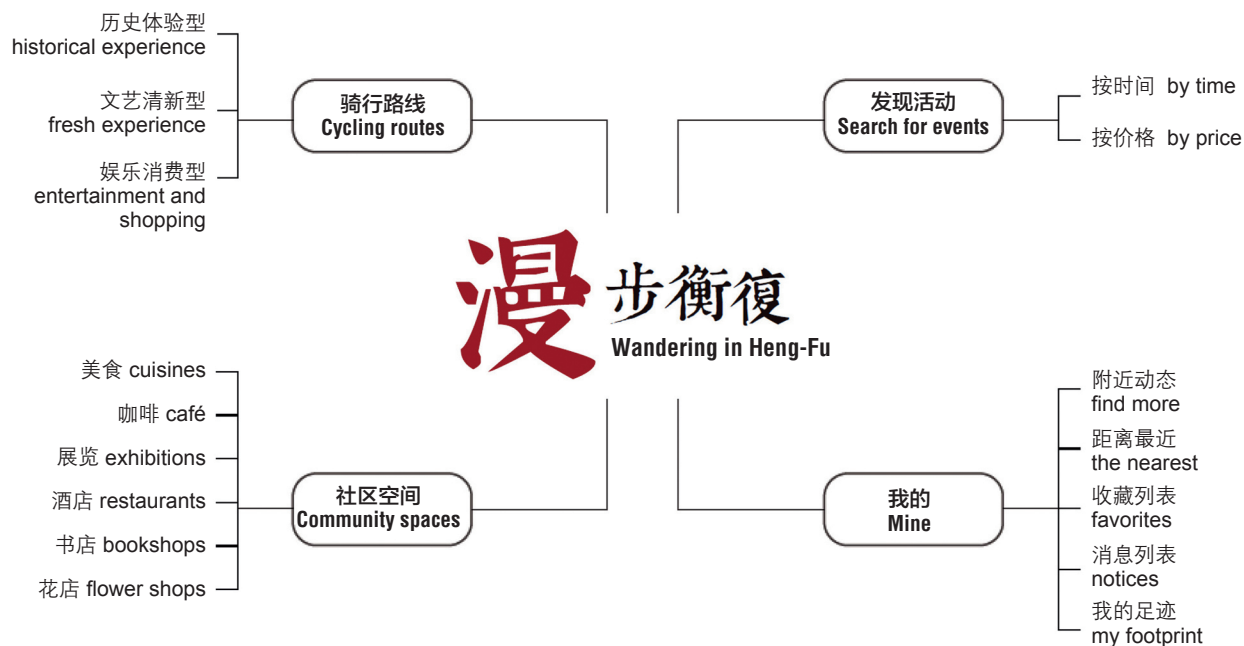 历史体验型
historical experience
文艺清新型
fresh experience
娱乐消费型
entertainment and
shopping
骑行路线
Cycling routes
发现活动
Search for events
按时间 by time
按价格 by price
漫步衡復
Wandering in Heng-Fu
美食 cuisines
咖啡 café
展览 exhibitions
酒店 restaurants
书店 bookshops
花店 flower shops
社区空间
Community spaces
我的
Mine
附近动态
find more
距离最近
the nearest
收藏列表
favorites
消息列表
notices
我的足迹
my footprint